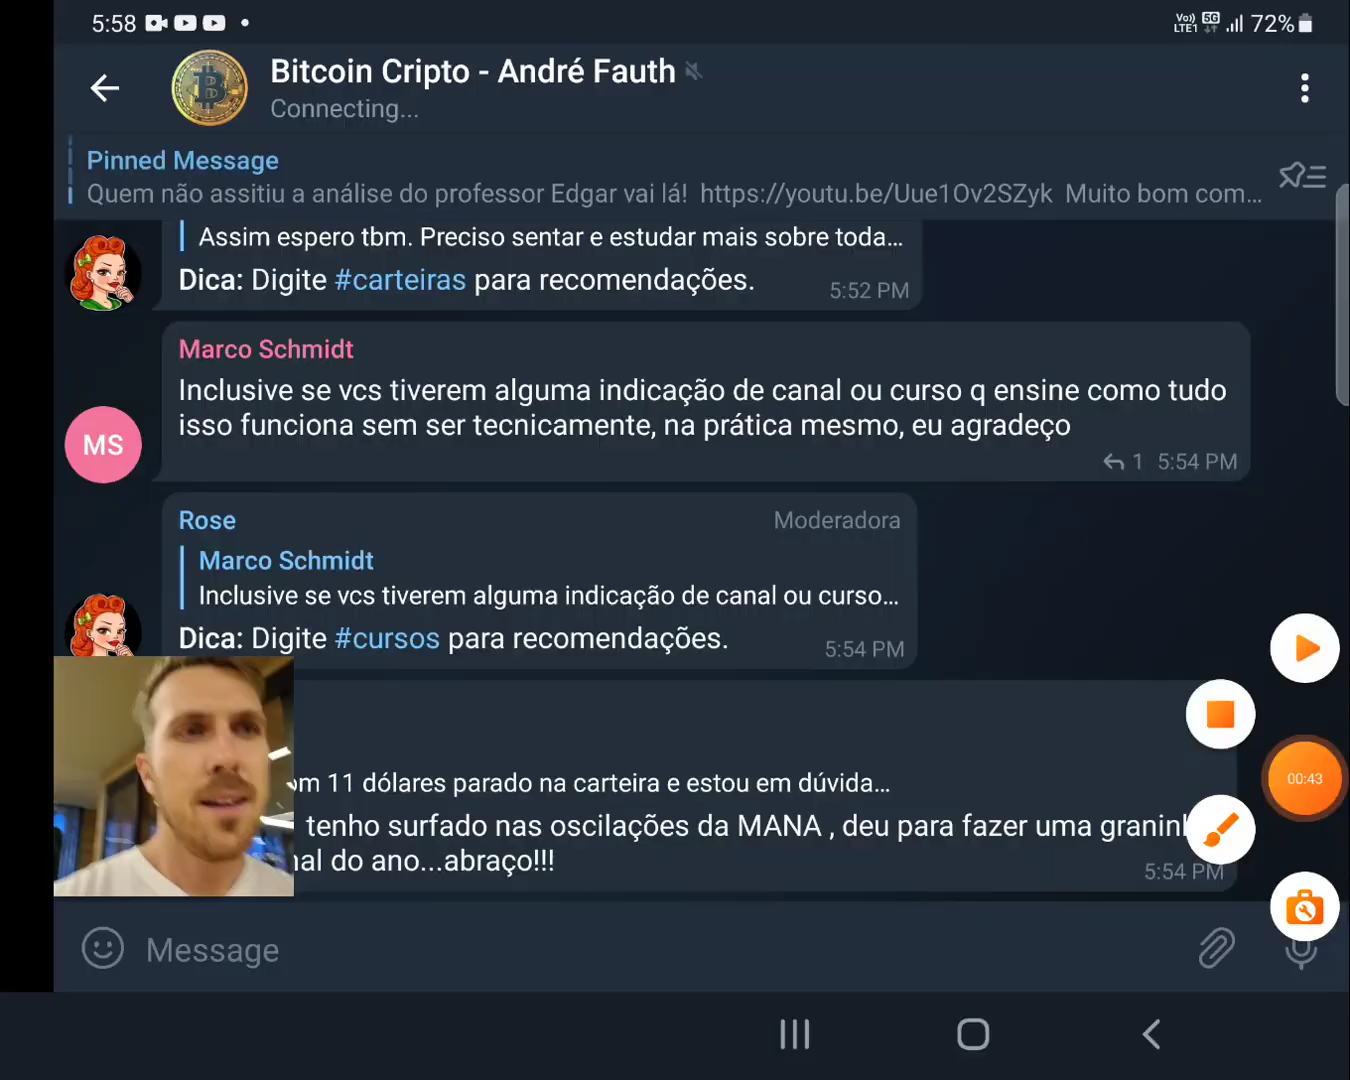 5:58
Vo)) LTE1 5G 72%
Bitcoin Cripto - André Fauth
Connecting...
Pinned Message
Quem não assitiu a análise do professor Edgar vai lá! https://youtu.be/Uue1Ov2SZyk Muito bom com...
Assim espero tbm. Preciso sentar e estudar mais sobre toda...
Dica: Digite #carteiras para recomendações.
5:52 PM
Marco Schmidt
Inclusive se vcs tiverem alguma indicação de canal ou curso q ensine como tudo
isso funciona sem ser tecnicamente, na prática mesmo, eu agradeço
MS
1 5:54 PM
Rose Moderadora
Marco Schmidt
Inclusive se vcs tiverem alguma indicação de canal ou curso...
Dica: Digite #cursos para recomendações.
5:54 PM
11 dólares parado na carteira e estou em dúvida...
tenho surfado nas oscilações da MANA , deu para fazer uma
do ano...abraço!!!
5:54 PM
00:43
Message